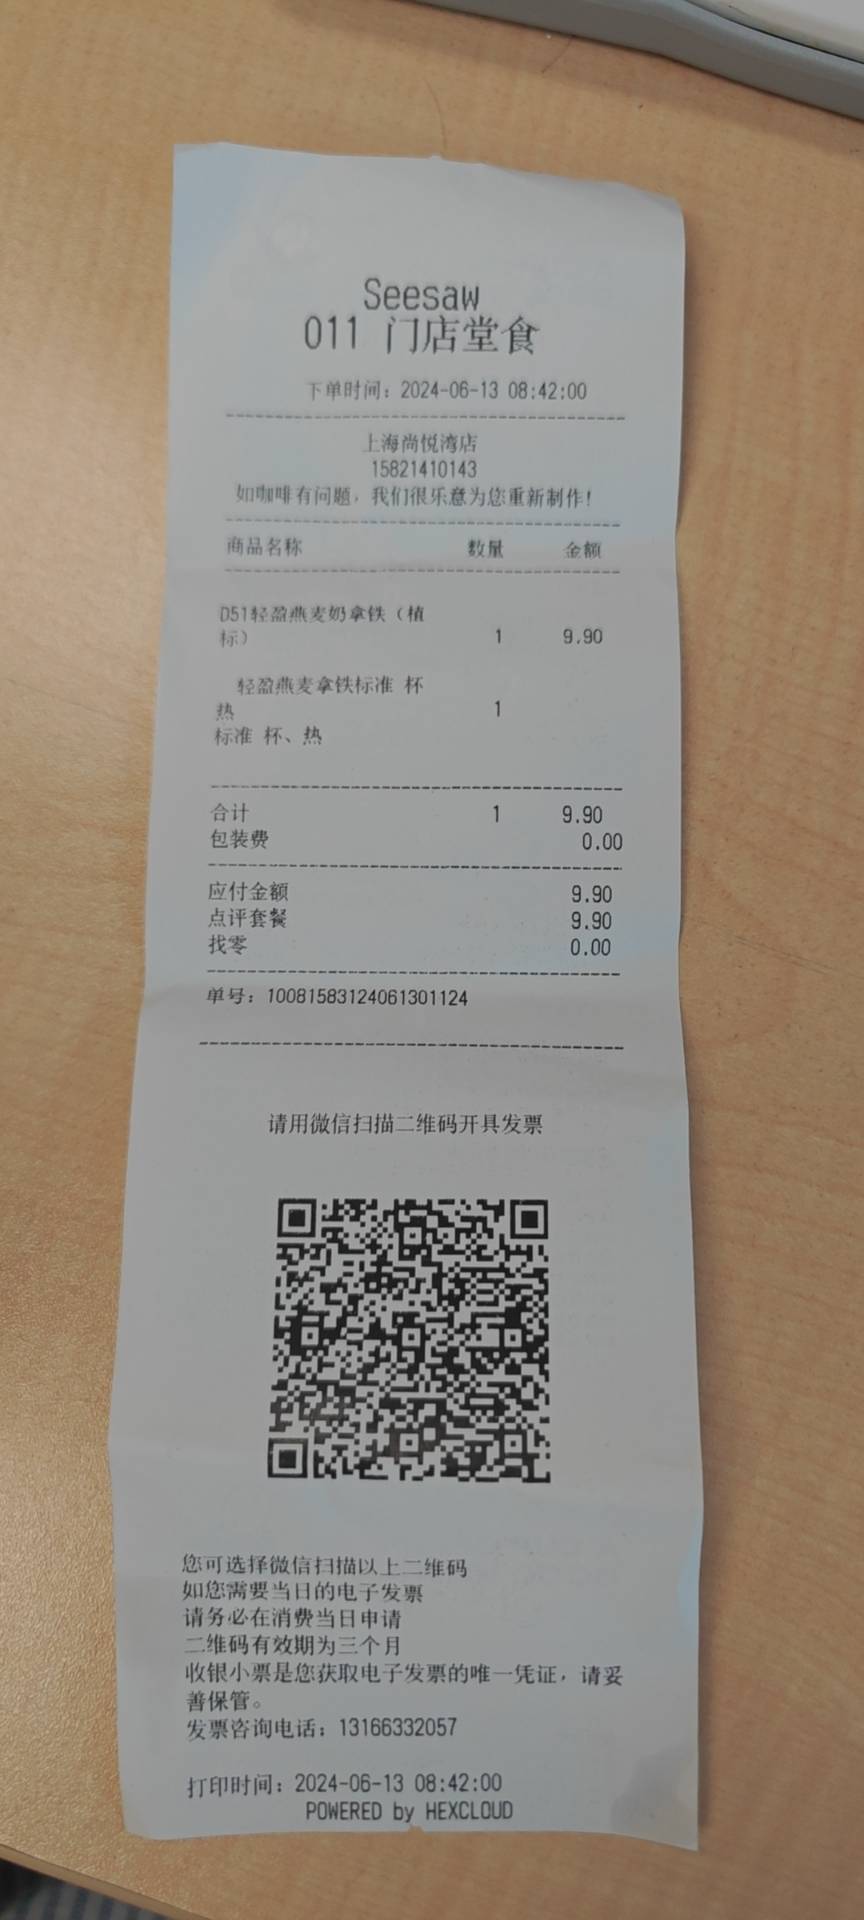 Seesaw
011 门店堂食
下单时间：2024-06-13 08:42:00
上海尚悦湾店
15821410143
如咖啡有问题，我们很乐意为您重新制作！
商品名称 数量 金额
D51轻盈燕麦奶拿铁（植
标） 1 9.90
轻盈燕麦拿铁标准 杯
热 1
标准 杯、热
合计 1 9.90
包装费 0.00
应付金额 9.90
点评套餐 9.90
找零 0.00
单号：10081583124061301124
请用微信扫描二维码开具发票
您可选择微信扫描以上二维码
如您需要当日的电子发票
请务必在消费当日申请
二维码有效期为三个月
收银小票是您获取电子发票的唯一凭证，请妥
善保管。
发票咨询电话：13166332057
打印时间：2024-06-13 08:42:00
POWERED by HEXCLOUD